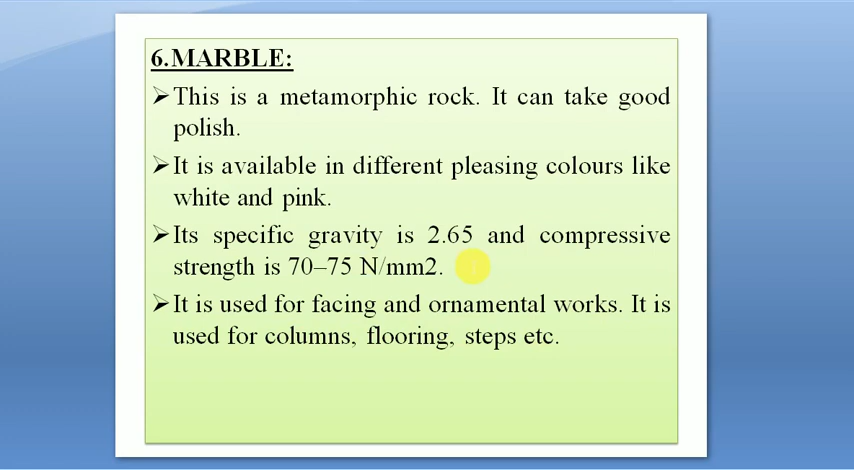 6.MARBLE:
➢This is a metamorphic rock. It can take good
polish.
➢It is available in different pleasing colours like
white and pink.
➢Its specific gravity is 2.65 and compressive
strength is 70–75 N/mm2.
➢It is used for facing and ornamental works. It is
used for columns, flooring, steps etc.